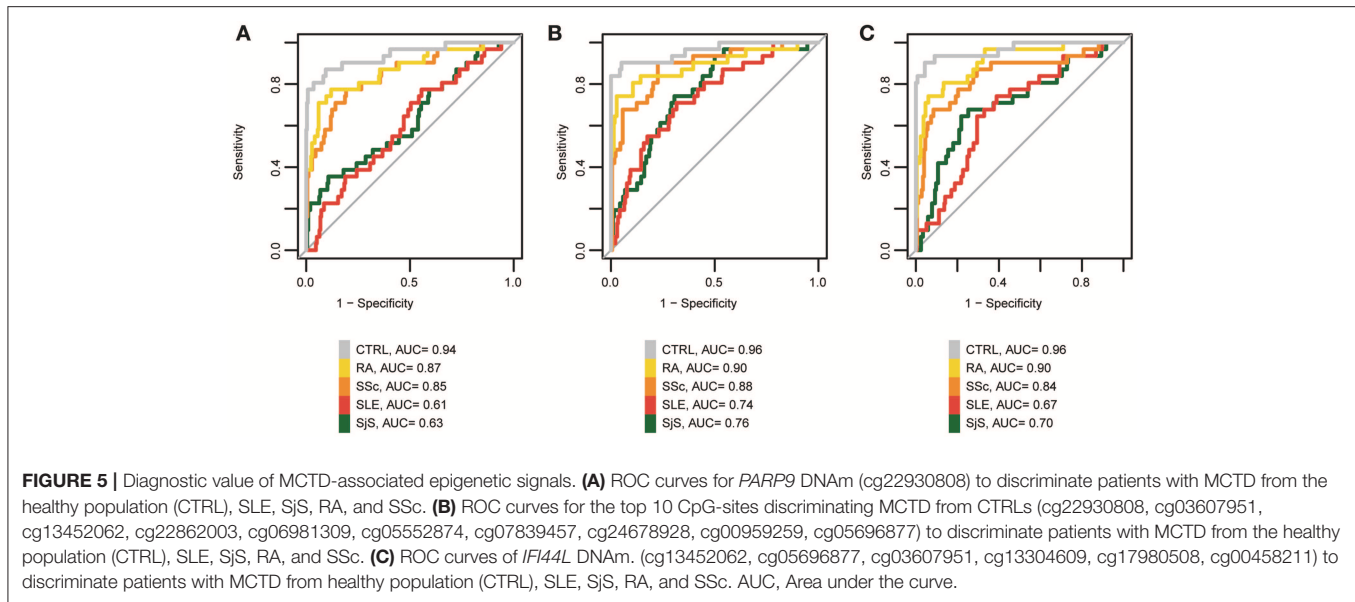 A
B
C
Sensitivity
0.0
0.4
0.8
0.0
0.5
1.0
1 − Specificity
CTRL, AUC= 0.94
RA, AUC= 0.87
SSc, AUC= 0.85
SLE, AUC= 0.61
SjS, AUC= 0.63
Sensitivity
0.0
0.4
0.8
0.0
0.5
1.0
1 − Specificity
CTRL, AUC= 0.96
RA, AUC= 0.90
SSc, AUC= 0.88
SLE, AUC= 0.74
SjS, AUC= 0.76
Sensitivity
0.0
0.4
0.8
0.0
0.4
0.8
1 − Specificity
CTRL, AUC= 0.96
RA, AUC= 0.90
SSc, AUC= 0.84
SLE, AUC= 0.67
SjS, AUC= 0.70
FIGURE 5 | Diagnostic value of MCTD-associated epigenetic signals. (A) ROC curves for PARP9 DNAm (cg22930808) to discriminate patients with MCTD from the
healthy population (CTRL), SLE, SjS, RA, and SSc. (B) ROC curves for the top 10 CpG-sites discriminating MCTD from CTRLs (cg22930808, cg03607951,
cg13452062, cg22862003, cg06981309, cg05552874, cg07839457, cg24678928, cg00959259, cg05696877) to discriminate patients with MCTD from the healthy
population (CTRL), SLE, SjS, RA, and SSc. (C) ROC curves of IFI44L DNAm. (cg13452062, cg05696877, cg03607951, cg13304609, cg17980508, cg00458211) to
discriminate patients with MCTD from healthy population (CTRL), SLE, SjS, RA, and SSc. AUC, Area under the curve.